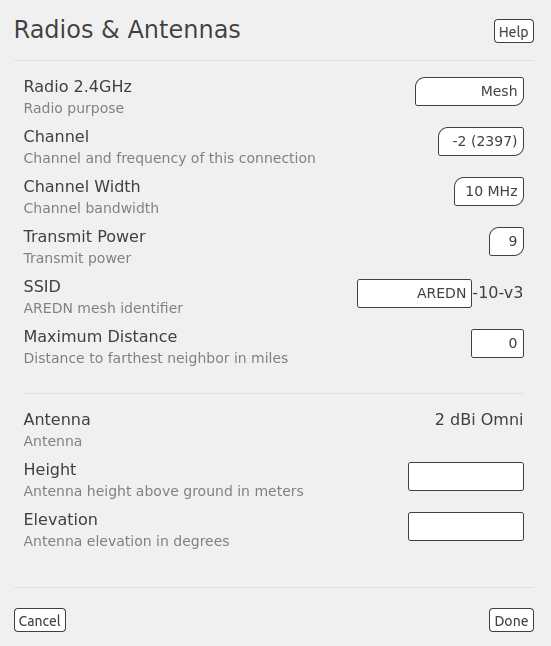 Radios & Antennas Help
Radio 2.4GHz Mesh
Radio purpose
Channel -2 (2397)
Channel and frequency of this connection
Channel Width 10 MHz
Channel bandwidth
Transmit Power 9
Transmit power
SSID AREDN -10-v3
AREDN mesh identifier
Maximum Distance 0
Distance to farthest neighbor in miles
Antenna 2 dBi Omni
Antenna
Height
Antenna height above ground in meters
Elevation
Antenna elevation in degrees
Cancel Done